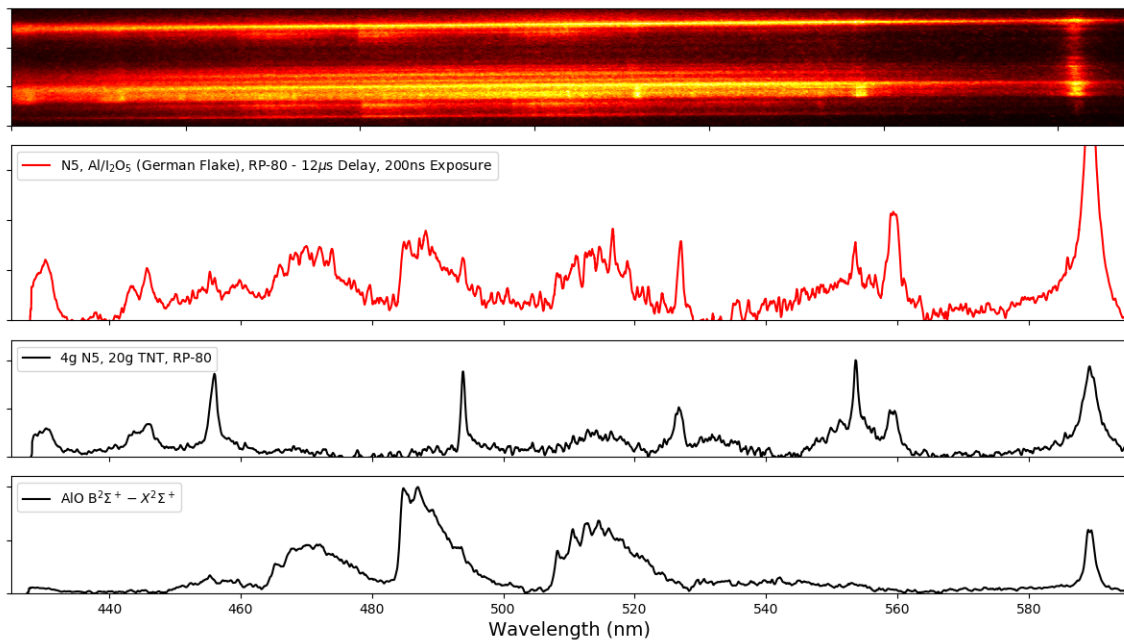 N5, Al/I₂O₅ (German Flake), RP-80 - 12μs Delay, 200ns Exposure
4g N5, 20g TNT, RP-80
AlO B²Σ⁺ − X²Σ⁺
440 460 480 500 520 540 560 580
Wavelength (nm)